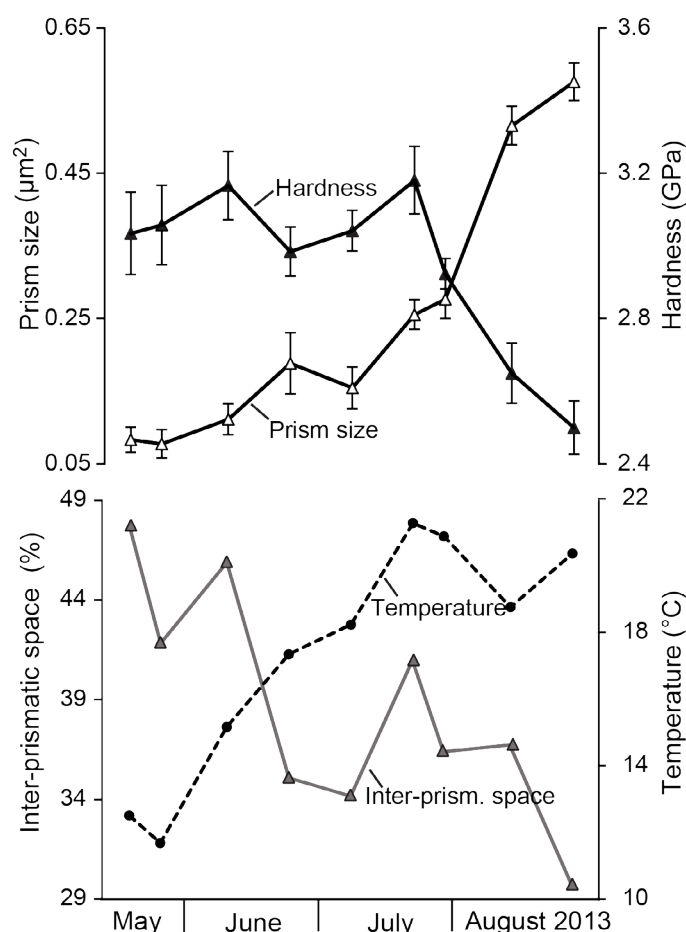 0.65
0.45
0.25
0.05
Prism size (µm²)
3.6
3.2
2.8
2.4
Hardness (GPa)
Hardness
Prism size
49
44
39
34
29
Inter-prismatic space (%)
22
18
14
10
Temperature (°C)
Temperature
Inter-prism. space
May
June
July
August 2013